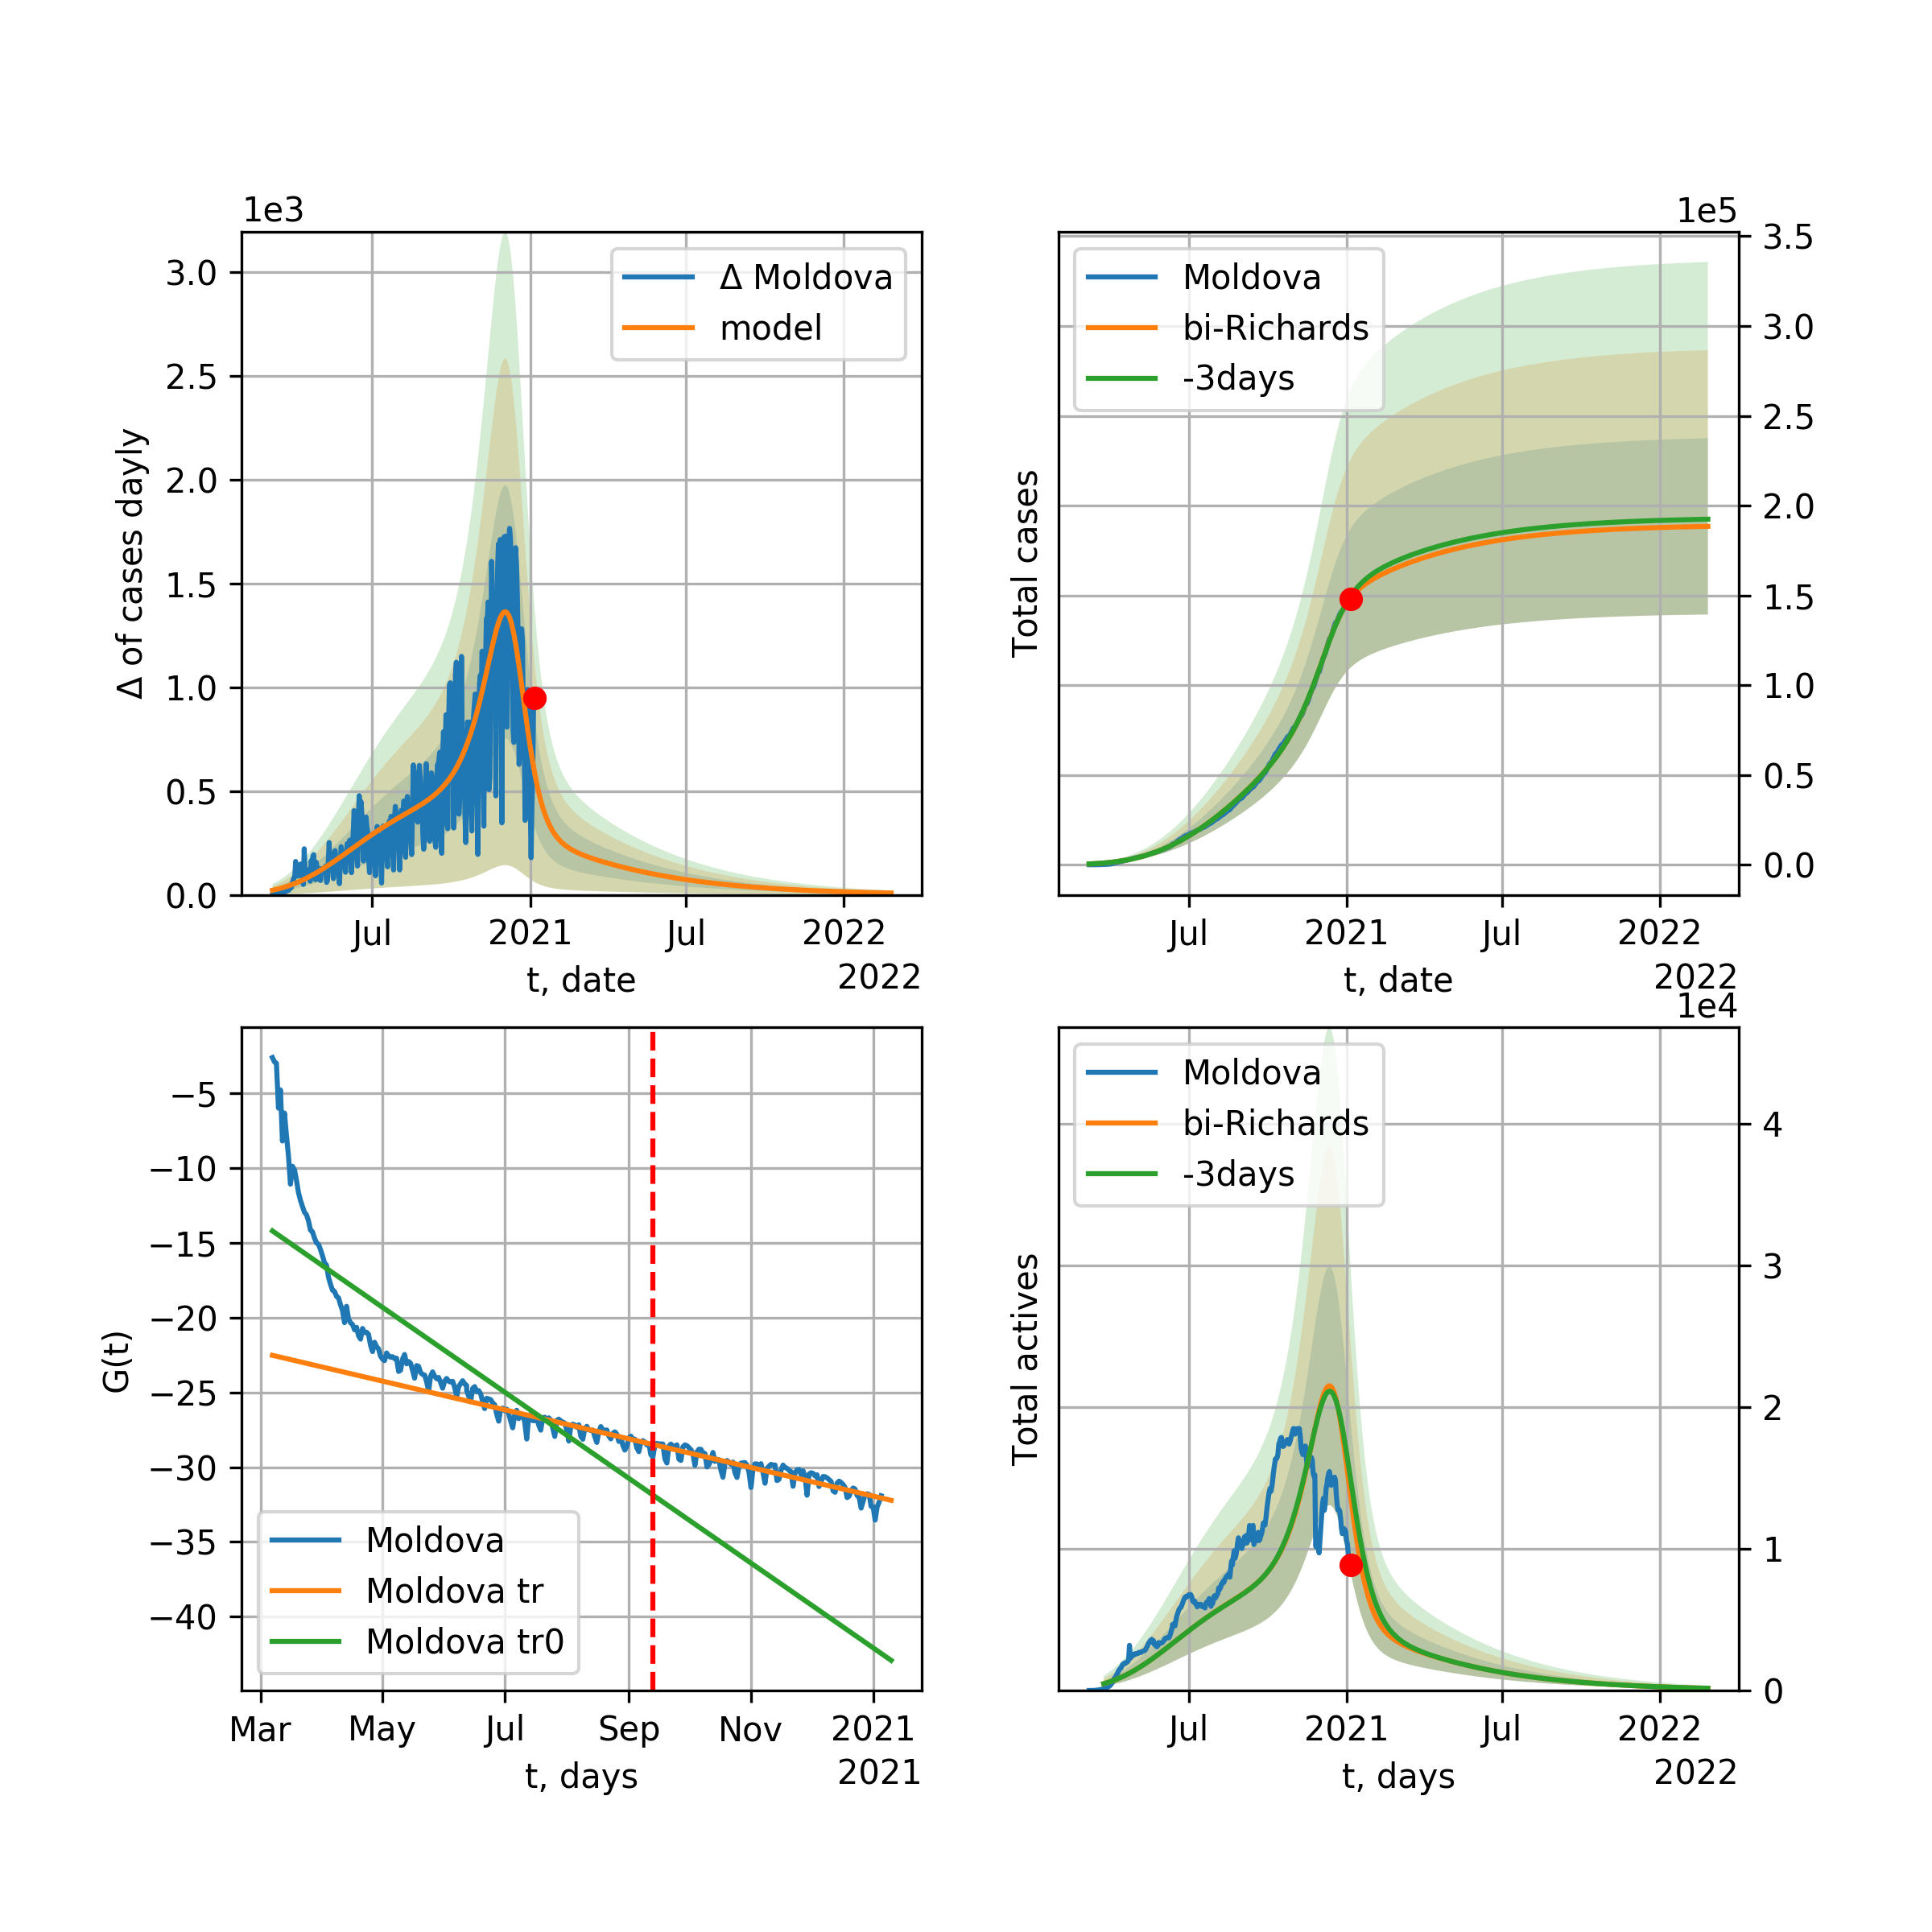 1e3
3.0
2.5
2.0
1.5
1.0
0.5
0.0
Δ of cases dayly
Δ Moldova
model
Jul
2021
Jul
2022
t, date
2022
1e5
3.5
3.0
2.5
2.0
1.5
1.0
0.5
0.0
Total cases
Moldova
bi-Richards
-3days
Jul
2021
Jul
2022
t, date
2022
−5
−10
−15
−20
−25
−30
−35
−40
G(t)
Moldova
Moldova tr
Moldova tr0
Mar
May
Jul
Sep
Nov
2021
t, days
2021
1e4
4
3
2
1
0
Total actives
Moldova
bi-Richards
-3days
Jul
2021
Jul
2022
t, days
2022